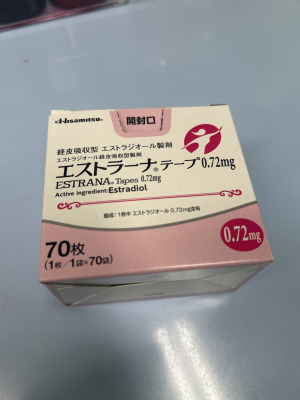 Hisamitsu
開封口
経皮吸収型 エストラジオール製剤
エストラジオール経皮吸収型製剤
エストラーナ®テープ0.72mg
ESTRANA® Tapes 0.72mg
Active ingredient:Estradiol
組成:1枚中 エストラジオール 0.72mg含有
70枚
(1枚/1袋×70袋)
0.72mg